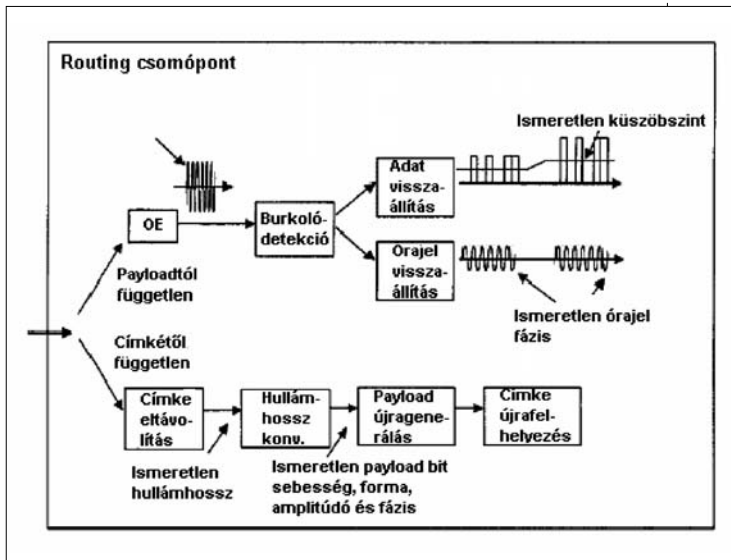 Routing csomópont
Ismeretlen küszöbszint
Adat
vissza-
állítás
OE
Burkoló-
detekció
Órajel
vissza-
állítás
Payloadtól
független
Ismeretlen órajel
fázis
Címkétől
független
Címke
eltávo-
lítás
Hullám-
hossz
konv.
Payload
újragene-
rálás
Címke
újrafel-
helyezés
Ismeretlen
hullámhossz
Ismeretlen payload bit
sebesség, forma,
amplitúdó és fázis